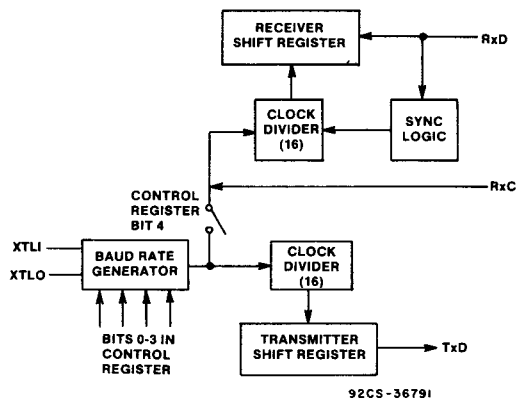 RECEIVER
SHIFT REGISTER
RxD
CLOCK
DIVIDER
(16)
SYNC
LOGIC
RxC
CONTROL
REGISTER
BIT 4
XTLI
XTLO
BAUD RATE
GENERATOR
CLOCK
DIVIDER
(16)
BITS 0-3 IN
CONTROL
REGISTER
TRANSMITTER
SHIFT REGISTER
TxD
92CS-36791